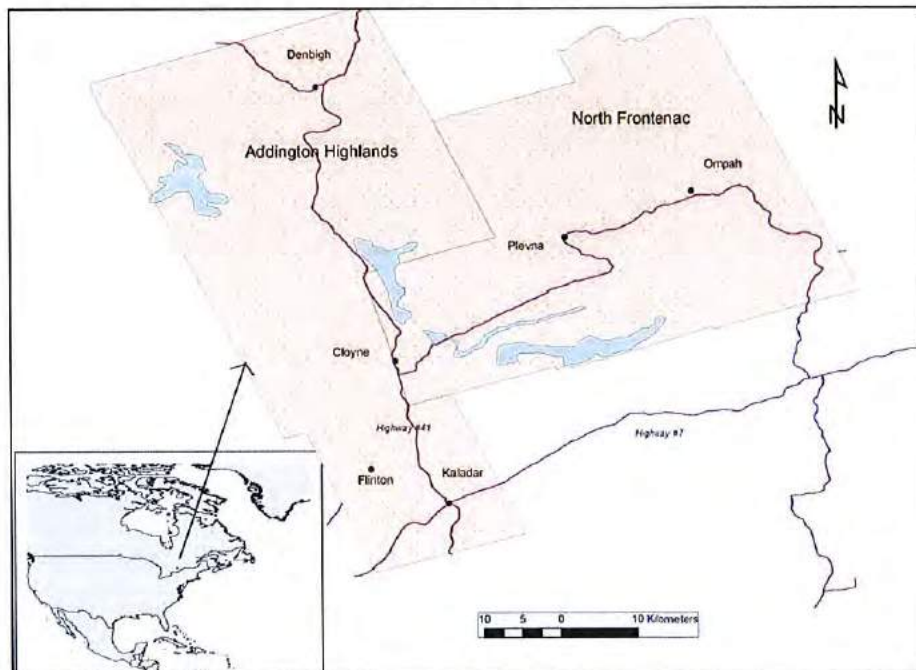 Denbigh
North Frontenac
N
Addington Highlands
Ompah
Plevna
Cloyne
Highway #41
Highway #7
Flinton
Kaladar
10 5 0 10 Kilometers